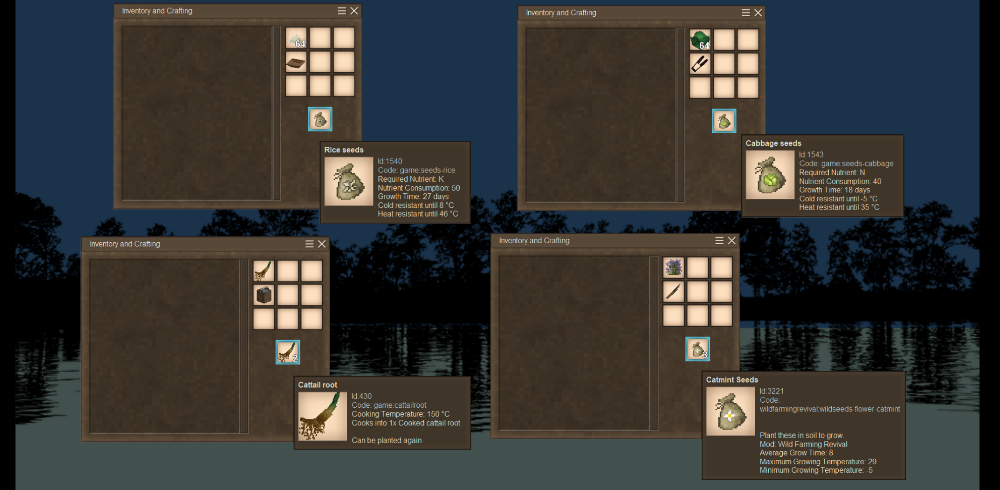 Inventory and Crafting
64
Rice seeds
Id:1540
Code: game:seeds-rice
Required Nutrient: K
Nutrient Consumption: 50
Growth Time: 27 days
Cold resistant until 8 °C
Heat resistant until 46 °C
Inventory and Crafting
64
Cabbage seeds
Id:1543
Code: game:seeds-cabbage
Required Nutrient: N
Nutrient Consumption: 40
Growth Time: 18 days
Cold resistant until -5 °C
Heat resistant until 35 °C
Inventory and Crafting
2
Cattail root
Id:430
Code: game:cattailroot
Cooking Temperature: 150 °C
Cooks into 1x Cooked cattail root
Can be planted again
Inventory and Crafting
Catmint Seeds
Id:3221
Code:
wildfarmingrevival:wildseeds flower catmint
Plant these in soil to grow.
Mod: Wild Farming Revival
Average Grow Time: 8
Maximum Growing Temperature: 29
Minimum Growing Temperature: -5